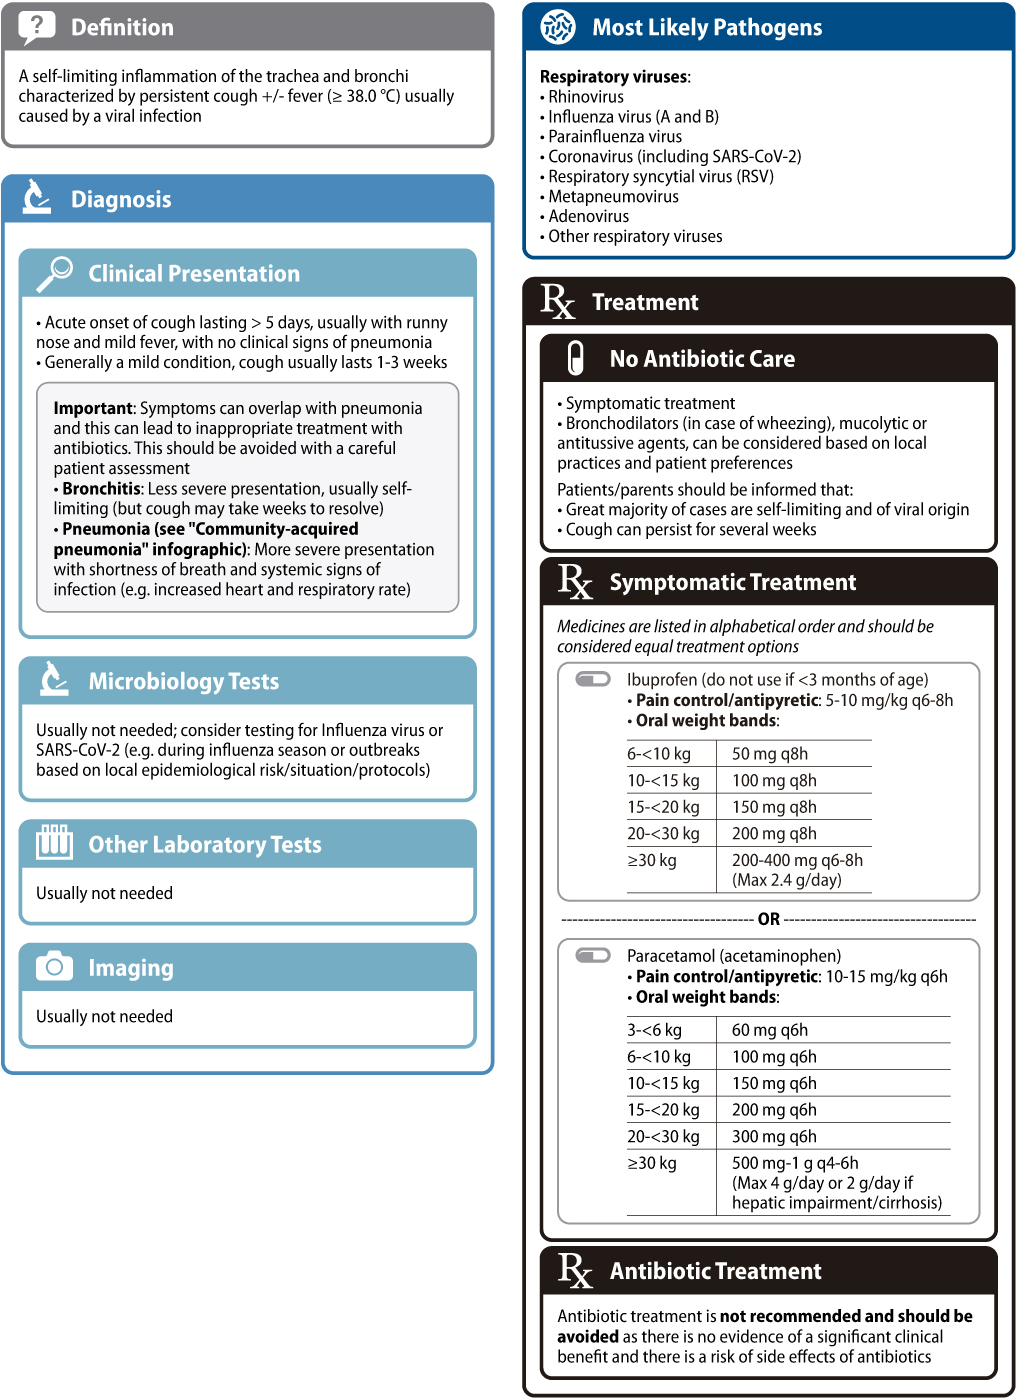 Definition
A self-limiting inflammation of the trachea and bronchi
characterized by persistent cough +/- fever (≥ 38.0 °C) usually
caused by a viral infection
Diagnosis
Clinical Presentation
• Acute onset of cough lasting > 5 days, usually with runny
nose and mild fever, with no clinical signs of pneumonia
• Generally a mild condition, cough usually lasts 1-3 weeks
Important: Symptoms can overlap with pneumonia
and this can lead to inappropriate treatment with
antibiotics. This should be avoided with a careful
patient assessment
• Bronchitis: Less severe presentation, usually self-
limiting (but cough may take weeks to resolve)
• Pneumonia (see "Community-acquired
pneumonia" infographic): More severe presentation
with shortness of breath and systemic signs of
infection (e.g. increased heart and respiratory rate)
Microbiology Tests
Usually not needed; consider testing for Influenza virus or
SARS-CoV-2 (e.g. during influenza season or outbreaks
based on local epidemiological risk/situation/protocols)
Other Laboratory Tests
Usually not needed
Imaging
Usually not needed
Most Likely Pathogens
Respiratory viruses:
• Rhinovirus
• Influenza virus (A and B)
• Parainfluenza virus
• Coronavirus (including SARS-CoV-2)
• Respiratory syncytial virus (RSV)
• Metapneumovirus
• Adenovirus
• Other respiratory viruses
Rx Treatment
No Antibiotic Care
• Symptomatic treatment
• Bronchodilators (in case of wheezing), mucolytic or
antitussive agents, can be considered based on local
practices and patient preferences
Patients/parents should be informed that:
• Great majority of cases are self-limiting and of viral origin
• Cough can persist for several weeks
Rx Symptomatic Treatment
Medicines are listed in alphabetical order and should be
considered equal treatment options
Ibuprofen (do not use if <3 months of age)
• Pain control/antipyretic: 5-10 mg/kg q6-8h
• Oral weight bands:
6-<10 kg 50 mg q8h
10-<15 kg 100 mg q8h
15-<20 kg 150 mg q8h
20-<30 kg 200 mg q8h
≥30 kg 200-400 mg q6-8h
(Max 2.4 g/day)
OR
Paracetamol (acetaminophen)
• Pain control/antipyretic: 10-15 mg/kg q6h
• Oral weight bands:
3-<6 kg 60 mg q6h
6-<10 kg 100 mg q6h
10-<15 kg 150 mg q6h
15-<20 kg 200 mg q6h
20-<30 kg 300 mg q6h
≥30 kg 500 mg-1 g q4-6h
(Max 4 g/day or 2 g/day if
hepatic impairment/cirrhosis)
Rx Antibiotic Treatment
Antibiotic treatment is not recommended and should be
avoided as there is no evidence of a significant clinical
benefit and there is a risk of side effects of antibiotics